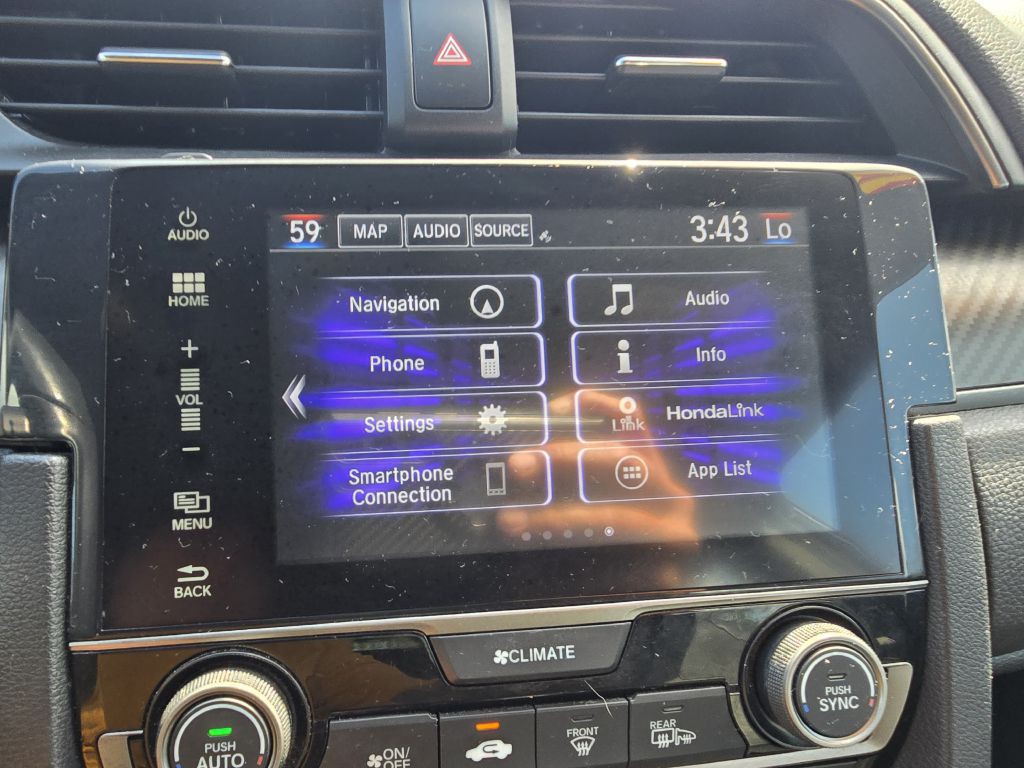 AUDIO
HOME
+
VOL
−
MENU
BACK
59 MAP AUDIO SOURCE 3:43 Lo
Navigation
Audio
Phone
Info
Settings
Link HondaLink
Smartphone
Connection
App List
CLIMATE
PUSH
AUTO
ON/
OFF
FRONT
REAR
PUSH
SYNC